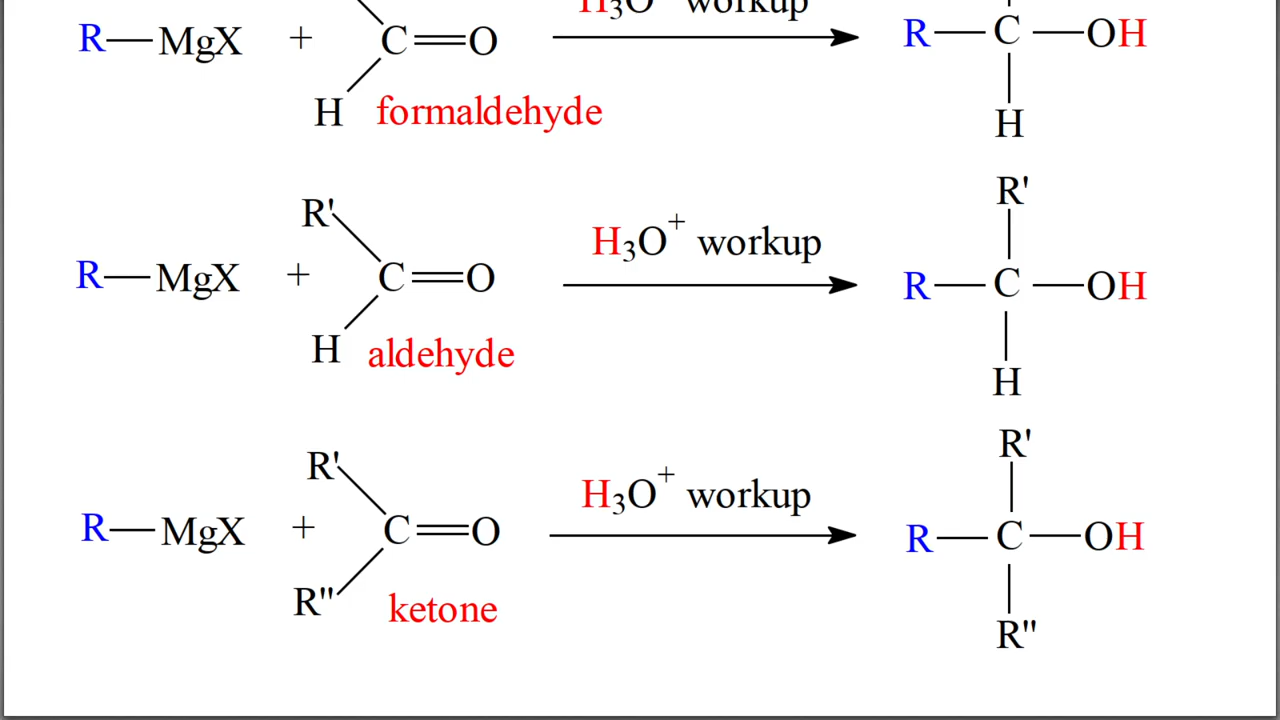 H₃O⁺ workup
R—MgX + C=O R—C—OH
H formaldehyde
H
R'
R' H₃O⁺ workup
R—MgX + C=O R—C—OH
H aldehyde
H
R'
R' H₃O⁺ workup
R—MgX + C=O R—C—OH
R'' ketone
R''